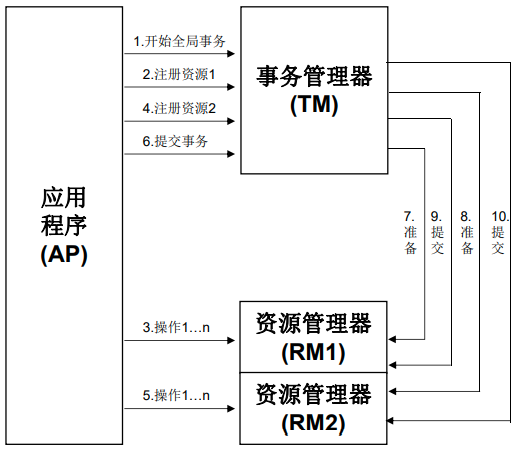 1.开始全局事务
2.注册资源1
4.注册资源2
6.提交事务
事务管理器
(TM)
应用
程序
(AP)
7.
准
备
9.
提
交
8.
准
备
10.
提
交
3.操作1…n
资源管理器
(RM1)
5.操作1…n
资源管理器
(RM2)